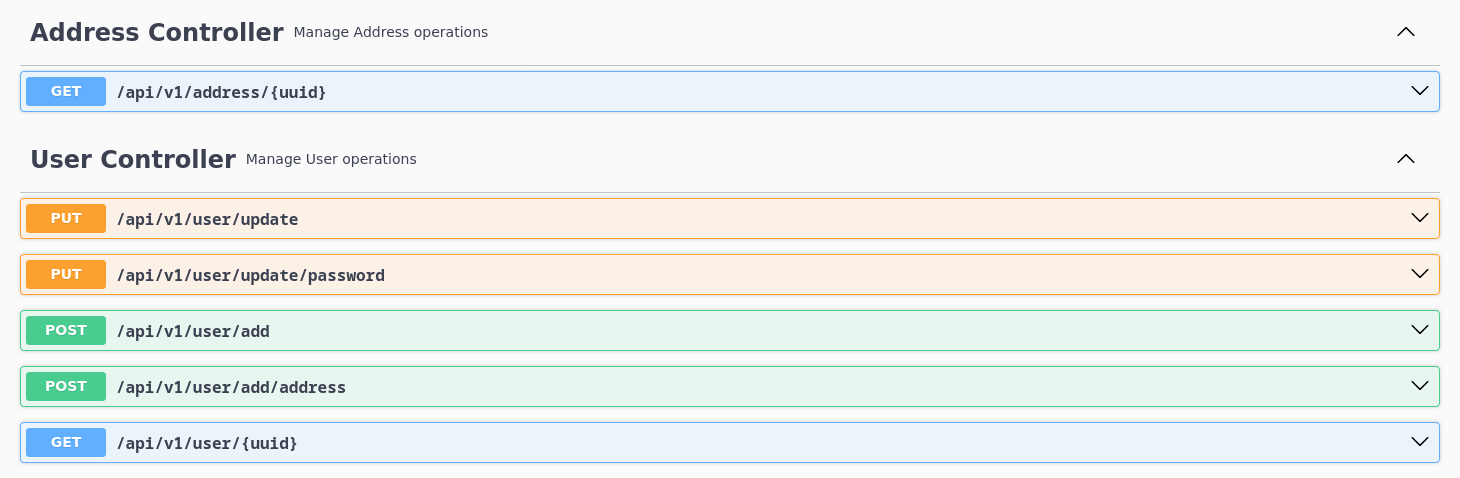 Address Controller Manage Address operations
GET /api/v1/address/{uuid}
User Controller Manage User operations
PUT /api/v1/user/update
PUT /api/v1/user/update/password
POST /api/v1/user/add
POST /api/v1/user/add/address
GET /api/v1/user/{uuid}